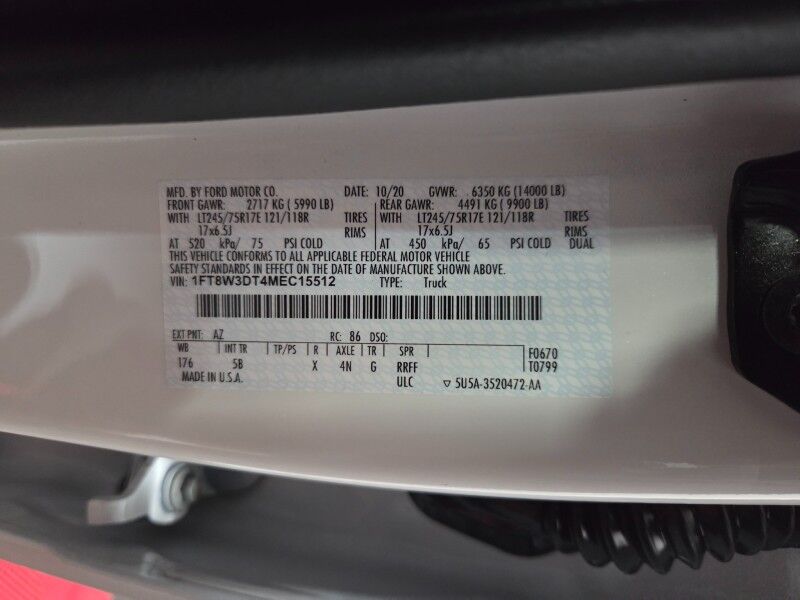 MFD. BY FORD MOTOR CO. DATE: 10/20 GVWR: 6350 KG (14000 LB)
FRONT GAWR: 2717 KG (5990 LB) REAR GAWR: 4491 KG (9900 LB)
WITH LT245/75R17E 121/118R TIRES WITH LT245/75R17E 121/118R TIRES
17x6.5J RIMS 17x6.5J RIMS
AT 520 kPa/ 75 PSI COLD AT 450 kPa/ 65 PSI COLD DUAL
THIS VEHICLE CONFORMS TO ALL APPLICABLE FEDERAL MOTOR VEHICLE
SAFETY STANDARDS IN EFFECT ON THE DATE OF MANUFACTURE SHOWN ABOVE.
VIN: 1FT8W3DT4MEC15512 TYPE: Truck
EXT PNT: AZ RC: 86 DSO:
WB INT TR TP/PS R AXLE TR SPR F0670
176 5B X 4N G RRFF T0799
MADE IN U.S.A. ULC ▽ 5U5A-3520472-AA